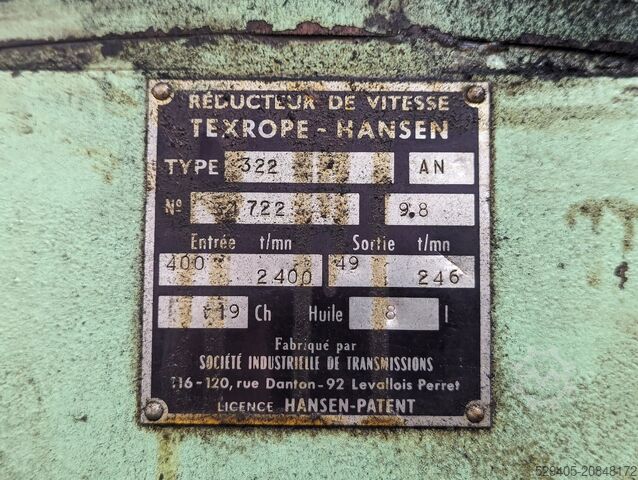 RÉDUCTEUR DE VITESSE
TEXROPE - HANSEN
TYPE 322 AN
Nº 722 9.8
Entrée t/mn Sortie t/mn
400 2400 49 246
19 Ch Huile 8 l
Fabriqué par
SOCIÉTÉ INDUSTRIELLE DE TRANSMISSIONS
116-120, rue Danton-92 Levallois Perret
LICENCE HANSEN-PATENT
529405-20848172